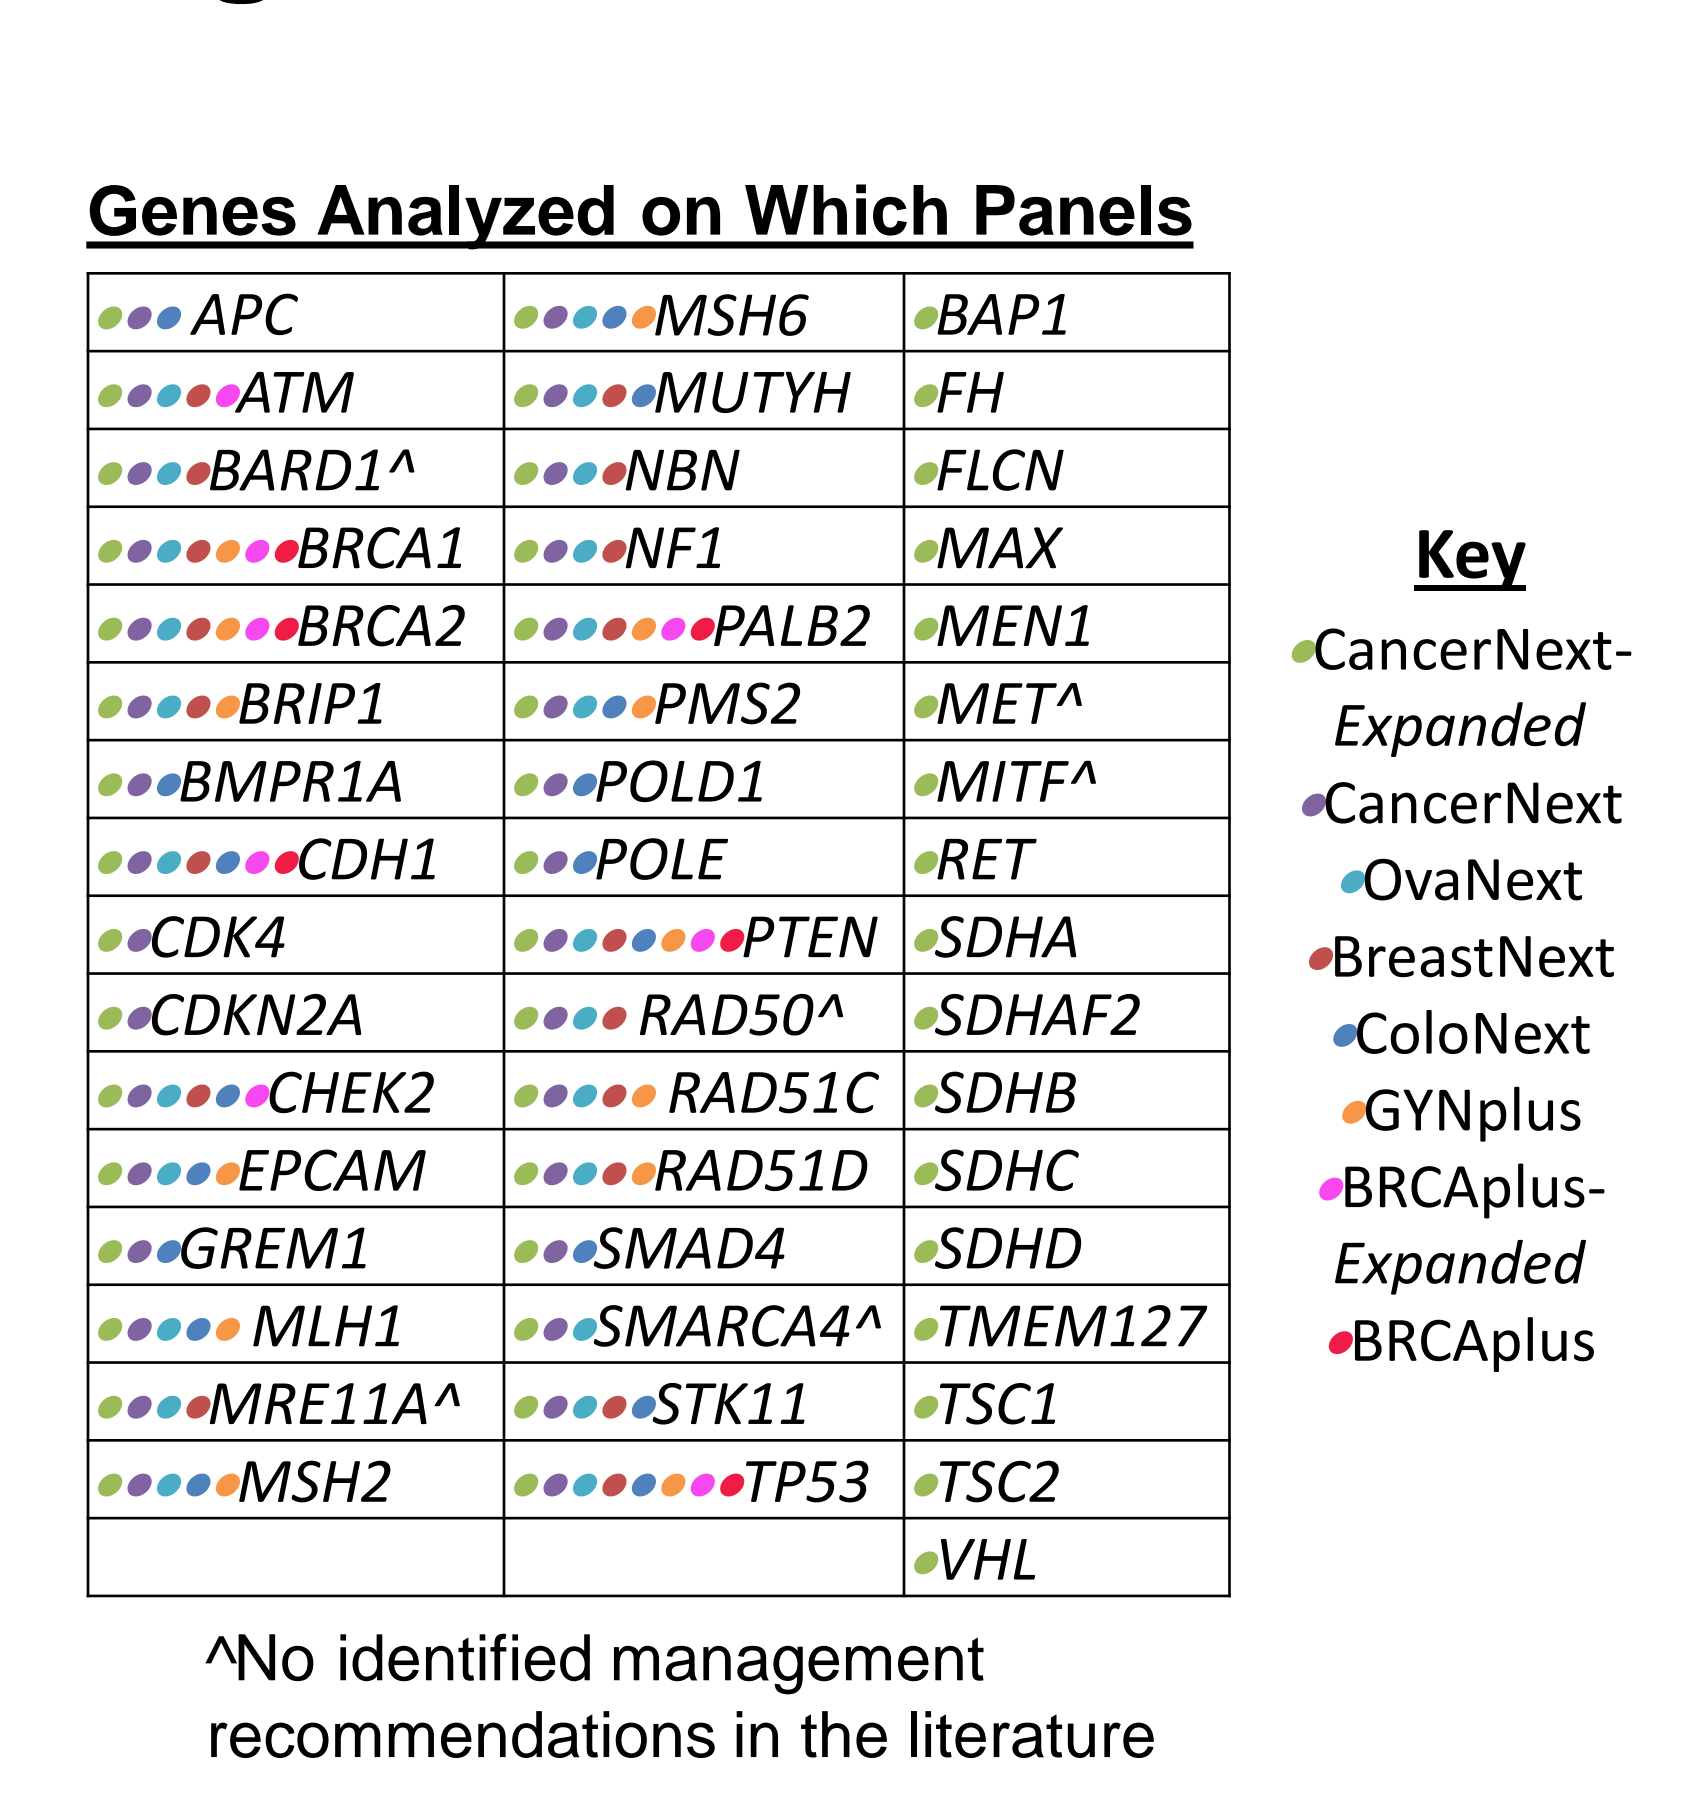 Genes Analyzed on Which Panels
APC MSH6 BAP1
ATM MUTYH FH
BARD1^ NBN FLCN
BRCA1 NF1 MAX
BRCA2 PALB2 MEN1
BRIP1 PMS2 MET^
BMPR1A POLD1 MITF^
CDH1 POLE RET
CDK4 PTEN SDHA
CDKN2A RAD50^ SDHAF2
CHEK2 RAD51C SDHB
EPCAM RAD51D SDHC
GREM1 SMAD4 SDHD
MLH1 SMARCA4^ TMEM127
MRE11A^ STK11 TSC1
MSH2 TP53 TSC2
VHL
Key
CancerNext-
Expanded
CancerNext
OvaNext
BreastNext
ColoNext
GYNplus
BRCAplus-
Expanded
BRCAplus
^No identified management
recommendations in the literature